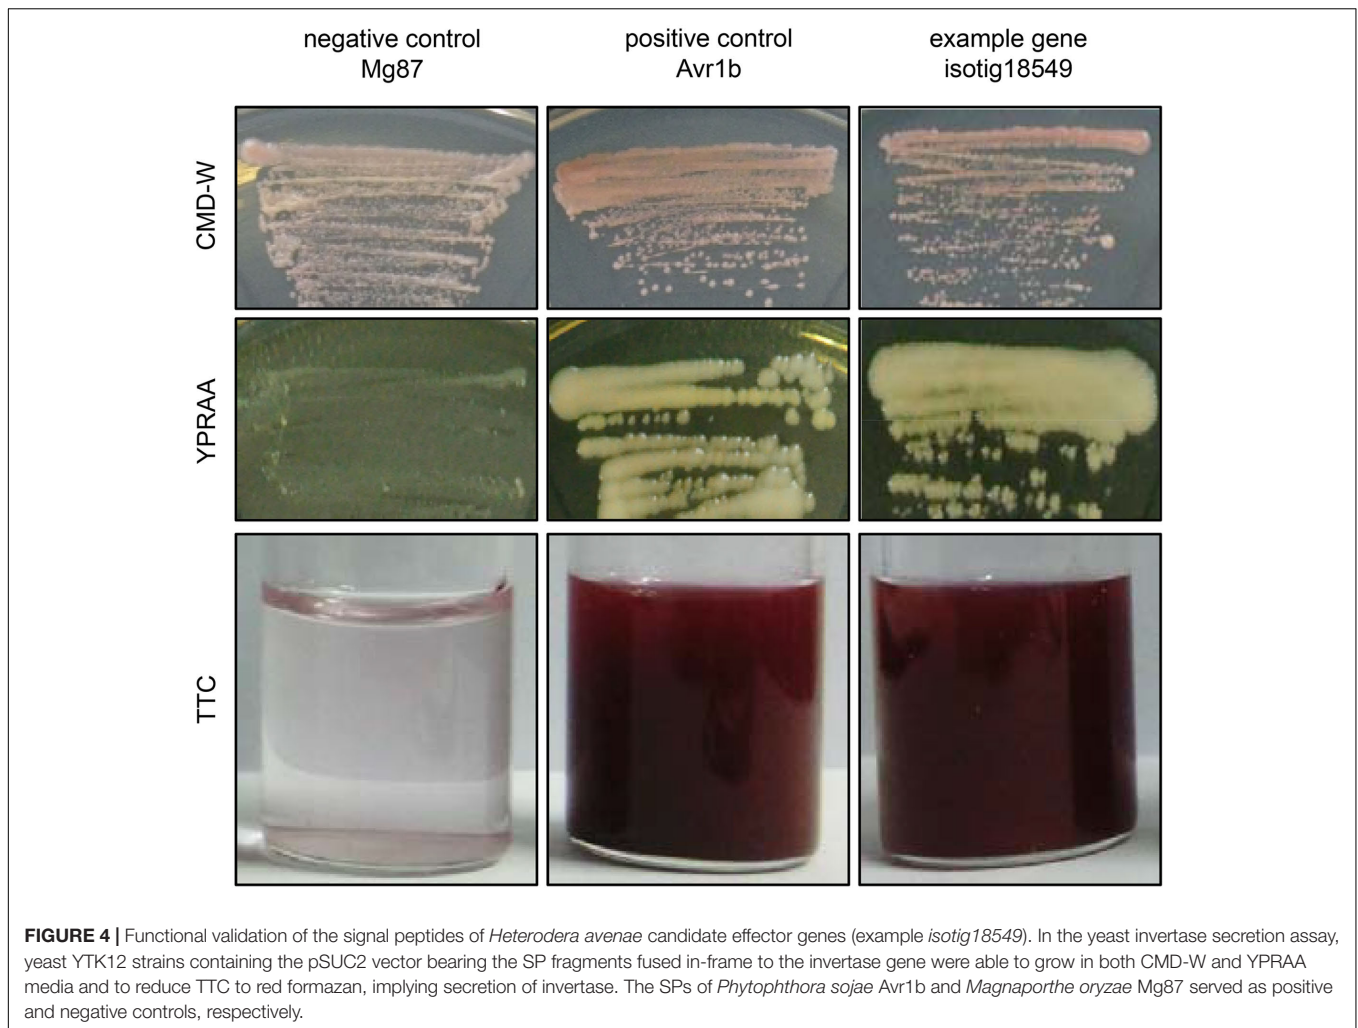 negative control
Mg87
positive control
Avr1b
example gene
isotig18549
CMD-W
YPRAA
TTC
FIGURE 4 | Functional validation of the signal peptides of Heterodera avenae candidate effector genes (example isotig18549). In the yeast invertase secretion assay,
yeast YTK12 strains containing the pSUC2 vector bearing the SP fragments fused in-frame to the invertase gene were able to grow in both CMD-W and YPRAA
media and to reduce TTC to red formazan, implying secretion of invertase. The SPs of Phytophthora sojae Avr1b and Magnaporthe oryzae Mg87 served as positive
and negative controls, respectively.